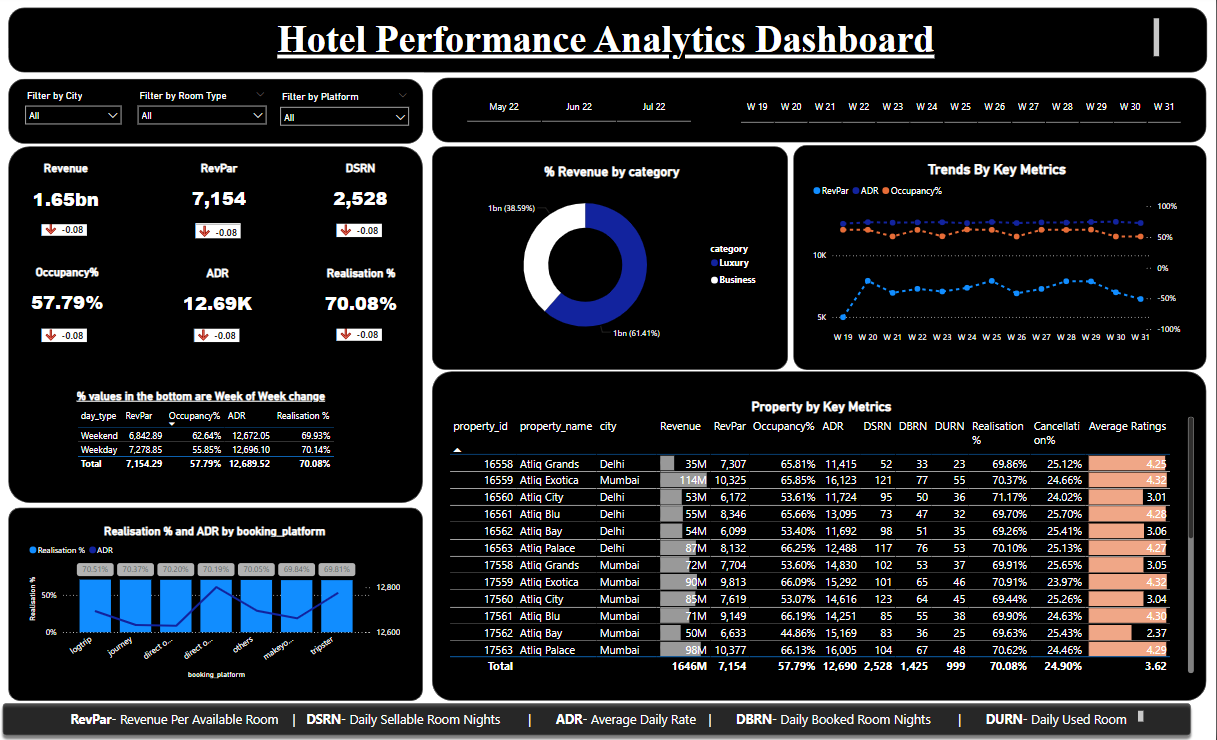 Hotel Performance Analytics Dashboard
Filter by City
All
Filter by Room Type
All
Filter by Platform
All
May 22 Jun 22 Jul 22
W 19 W 20 W 21 W 22 W 23 W 24 W 25 W 26 W 27 W 28 W 29 W 30 W 31
Revenue RevPar DSRN
1.65bn 7,154 2,528
-0.08 -0.08 -0.08
Occupancy% ADR Realisation %
57.79% 12.69K 70.08%
-0.08 -0.08 -0.08
% values in the bottom are Week of Week change
day_type RevPar Occupancy% ADR Realisation %
Weekend 6,842.89 62.64% 12,672.05 69.93%
Weekday 7,278.85 55.85% 12,696.10 70.14%
Total 7,154.29 57.79% 12,689.52 70.08%
% Revenue by category
1bn (38.59%)
1bn (61.41%)
category
Luxury
Business
Trends By Key Metrics
RevPar ADR Occupancy%
100%
50%
10K
0%
-50%
5K
-100%
W 19 W 20 W 21 W 22 W 23 W 24 W 25 W 26 W 27 W 28 W 29 W 30 W 31
Realisation % and ADR by booking_platform
Realisation % ADR
70.51% 70.37% 70.20% 70.19% 70.05% 69.84% 69.81%
Realisation %
50%
0%
12,800
12,600
logtrip journey direct o... direct o... others makeyo... tripster
booking_platform
Property by Key Metrics
property_id property_name city Revenue RevPar Occupancy% ADR DSRN DBRN DURN Realisation % Cancellati on% Average Ratings
16558 Atliq Grands Delhi 35M 7,307 65.81% 11,415 52 33 23 69.86% 25.12% 4.25
16559 Atliq Exotica Mumbai 114M 10,325 65.85% 16,123 121 77 55 70.37% 24.66% 4.32
16560 Atliq City Delhi 53M 6,172 53.61% 11,724 95 50 36 71.17% 24.02% 3.01
16561 Atliq Blu Delhi 55M 8,346 65.66% 13,095 73 47 32 69.70% 25.70% 4.28
16562 Atliq Bay Delhi 54M 6,099 53.40% 11,692 98 51 35 69.26% 25.41% 3.06
16563 Atliq Palace Delhi 87M 8,132 66.25% 12,488 117 76 53 70.10% 25.13% 4.27
17558 Atliq Grands Mumbai 72M 7,704 53.60% 14,830 102 53 37 69.91% 25.65% 3.05
17559 Atliq Exotica Mumbai 90M 9,813 66.09% 15,292 101 65 46 70.91% 23.97% 4.32
17560 Atliq City Mumbai 85M 7,619 53.07% 14,616 123 64 45 69.44% 25.26% 3.04
17561 Atliq Blu Mumbai 71M 9,149 66.19% 14,251 85 55 38 69.90% 24.63% 4.30
17562 Atliq Bay Mumbai 50M 6,633 44.86% 15,169 83 36 25 69.63% 25.43% 2.37
17563 Atliq Palace Mumbai 98M 10,377 66.13% 16,005 104 67 48 70.62% 24.46% 4.29
Total 1646M 7,154 57.79% 12,690 2,528 1,425 999 70.08% 24.90% 3.62
RevPar- Revenue Per Available Room | DSRN- Daily Sellable Room Nights | ADR- Average Daily Rate | DBRN- Daily Booked Room Nights | DURN- Daily Used Room